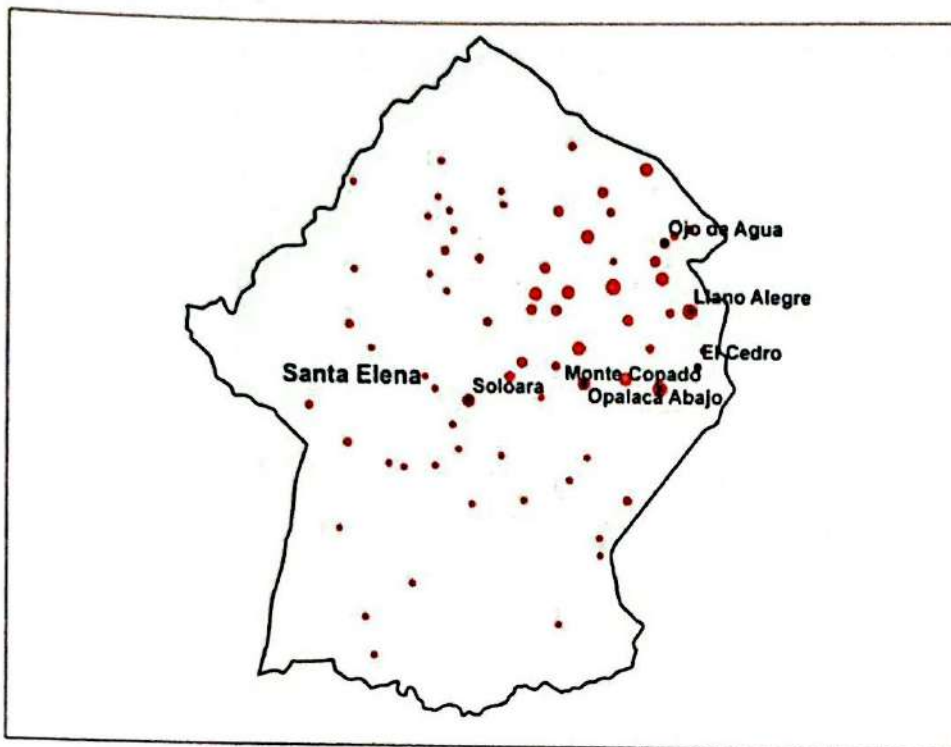 Ojo de Agua
Llano Alegre
El Cedro
Santa Elena
Soloara
Monte Copado
Opalaca Abajo